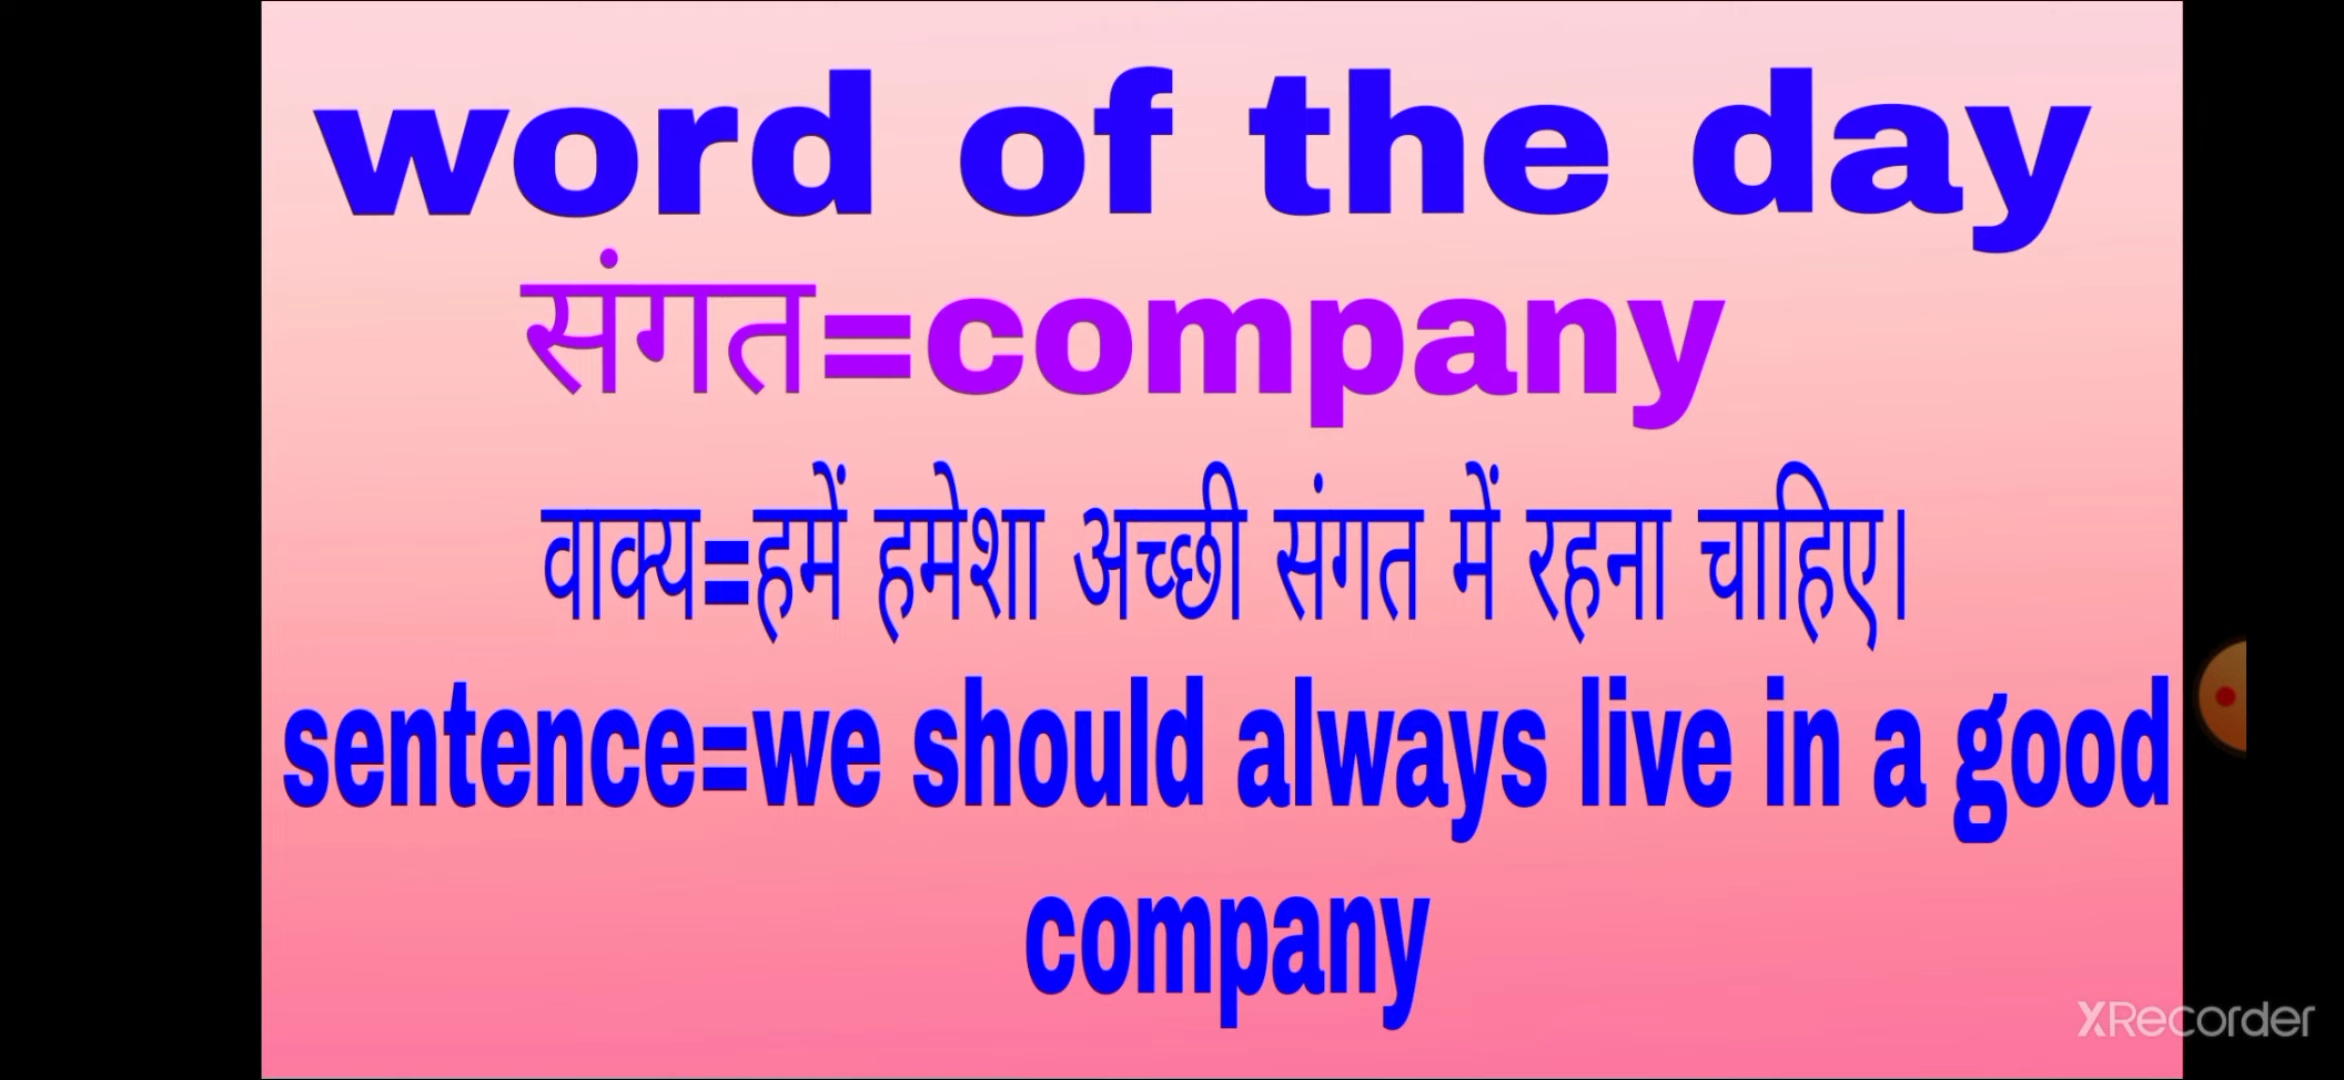 word of the day
संगत=company
वाक्य=हमें हमेशा अच्छी संगत में रहना चाहिए।
sentence=we should always live in a good
company
XRecorder